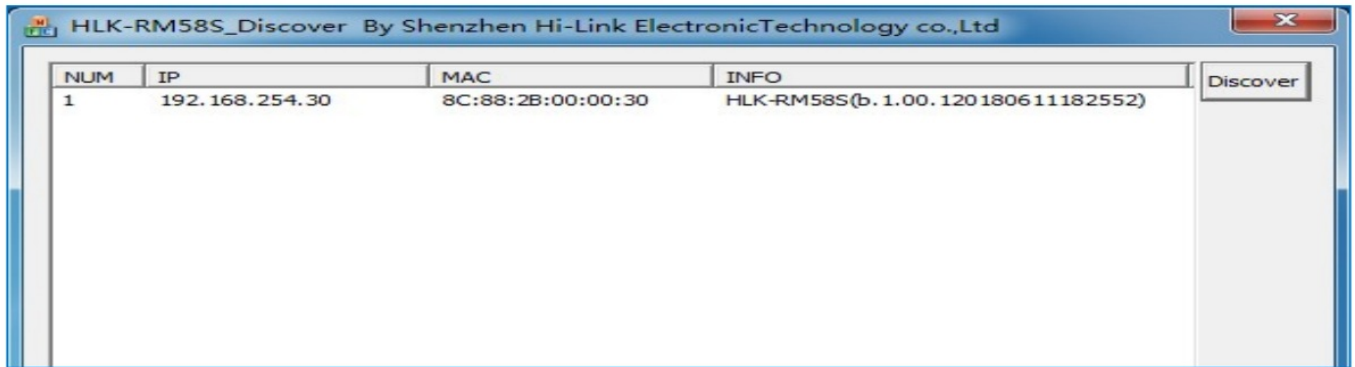 HLK-RM58S_Discover By Shenzhen Hi-Link ElectronicTechnology co.,Ltd
NUM IP MAC INFO Discover
1 192.168.254.30 8C:88:2B:00:00:30 HLK-RM58S(b.1.00.120180611182552)